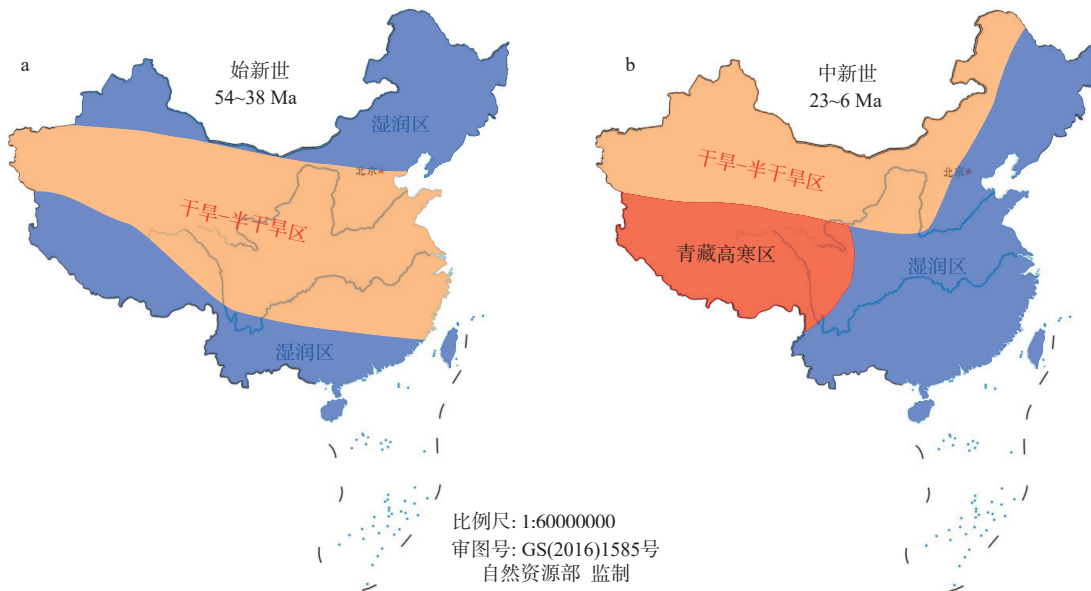 a
始新世
54~38 Ma
湿润区
北京
干旱-半干旱区
湿润区
b
中新世
23~6 Ma
干旱-半干旱区
北京
青藏高寒区
湿润区
比例尺: 1:60000000
审图号: GS(2016)1585号
自然资源部 监制